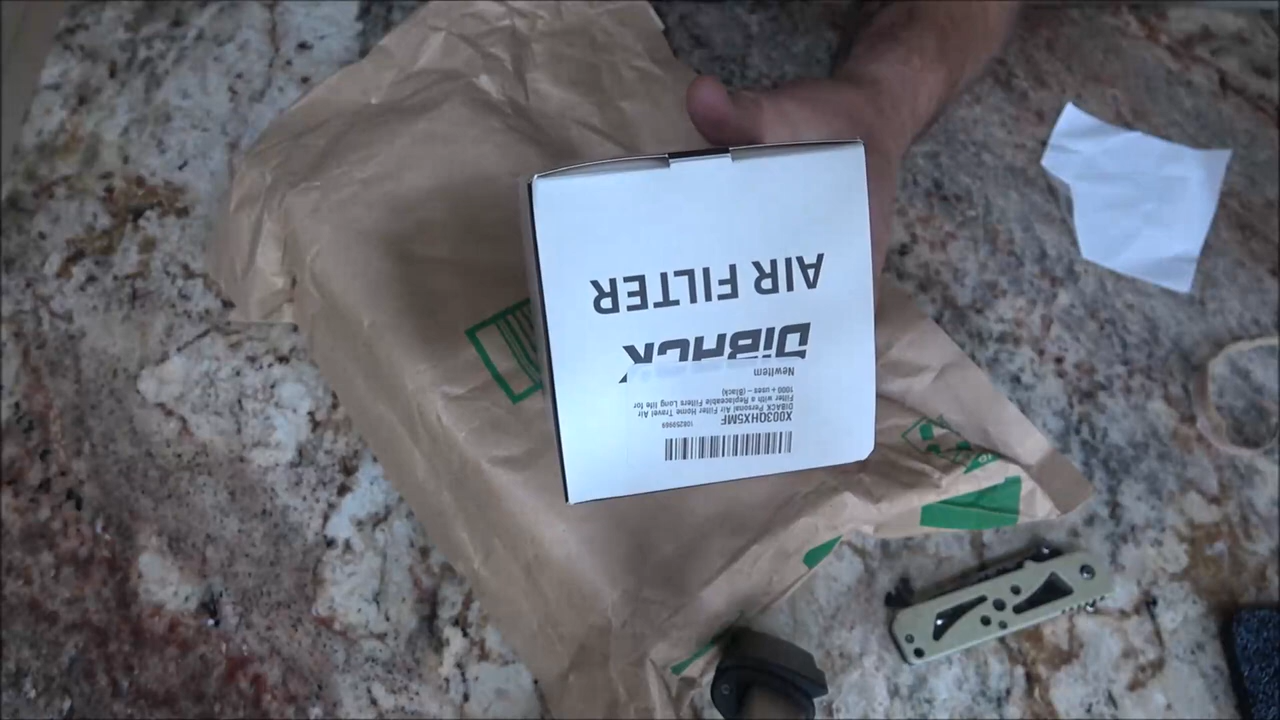 AIR FILTER
DIBACK
NewItem
1000 + uses – (Black)
Filter with a Replaceable Filters Long life for
DIBACK Personal Air Filter Home Travel Air
X003QHX5MF
108259969